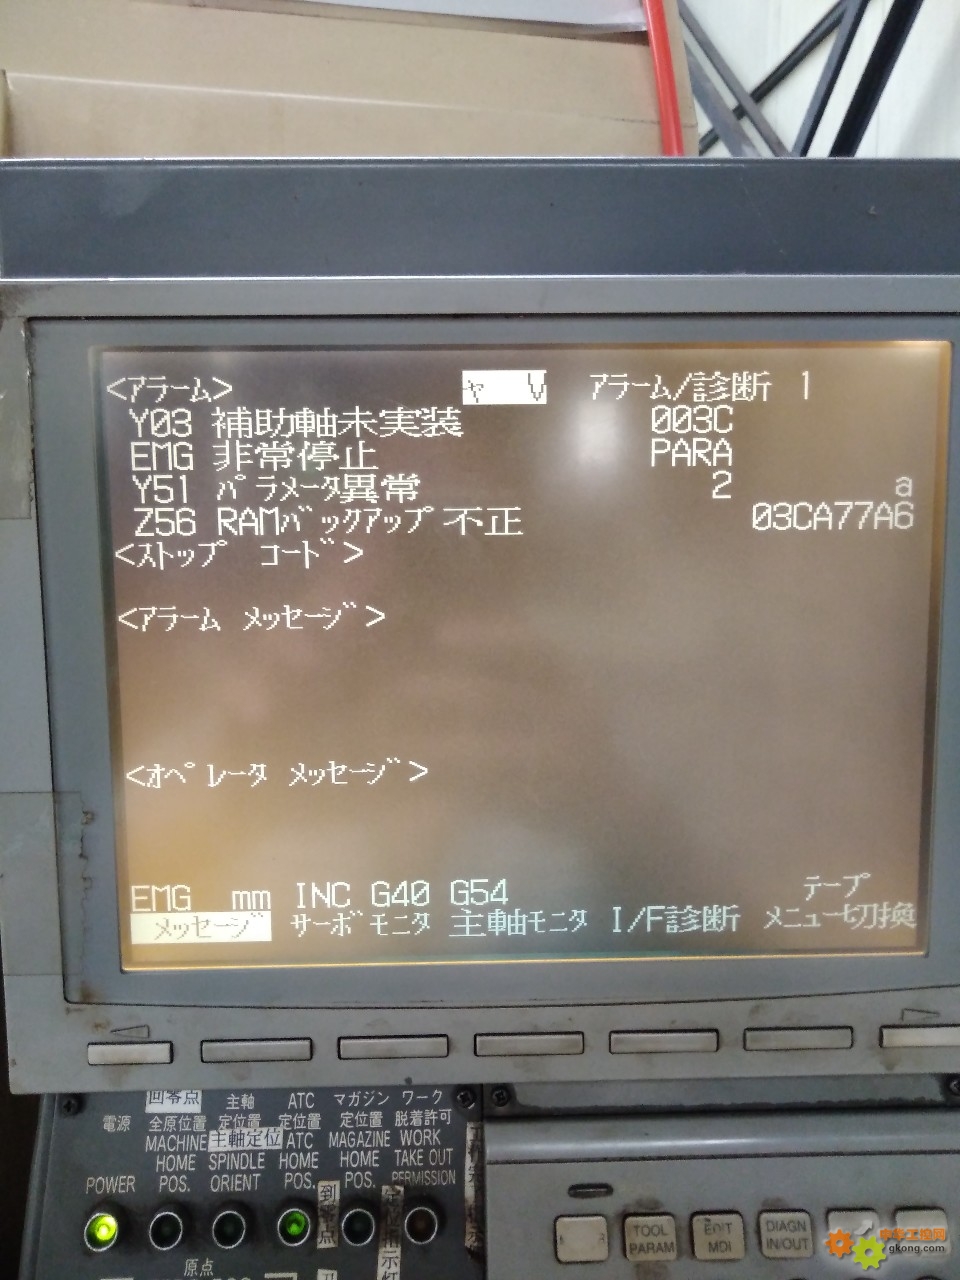 <アラーム> ャ V アラーム/診断 1
Y03 補助軸未実装 003C
EMG 非常停止 PARA
Y51 パラメータ異常 2 a
Z56 RAMバックアップ不正 03CA77A6
<ストップ コード>
<アラーム メッセージ>
<オペレータ メッセージ>
EMG mm INC G40 G54 テープ
メッセージ サーボモニタ 主軸モニタ I/F診断 メニュー切換
回零点
電源
全原位置
MACHINE
HOME
POS.
POWER
主軸
定位置
主軸定位
SPINDLE
ORIENT
ATC
定位置
ATC
HOME
POS.
マガジン
定位置
MAGAZINE
HOME
POS.
ワーク
脱着許可
WORK
TAKE OUT
PERMISSION
原点
TOOL
PARAM
EDIT
MDI
DIAGN
IN/OUT
gkong.com